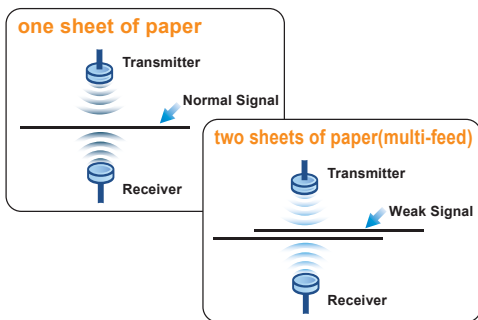 one sheet of paper
Transmitter
Normal Signal
Receiver
two sheets of paper(multi-feed)
Transmitter
Weak Signal
Receiver